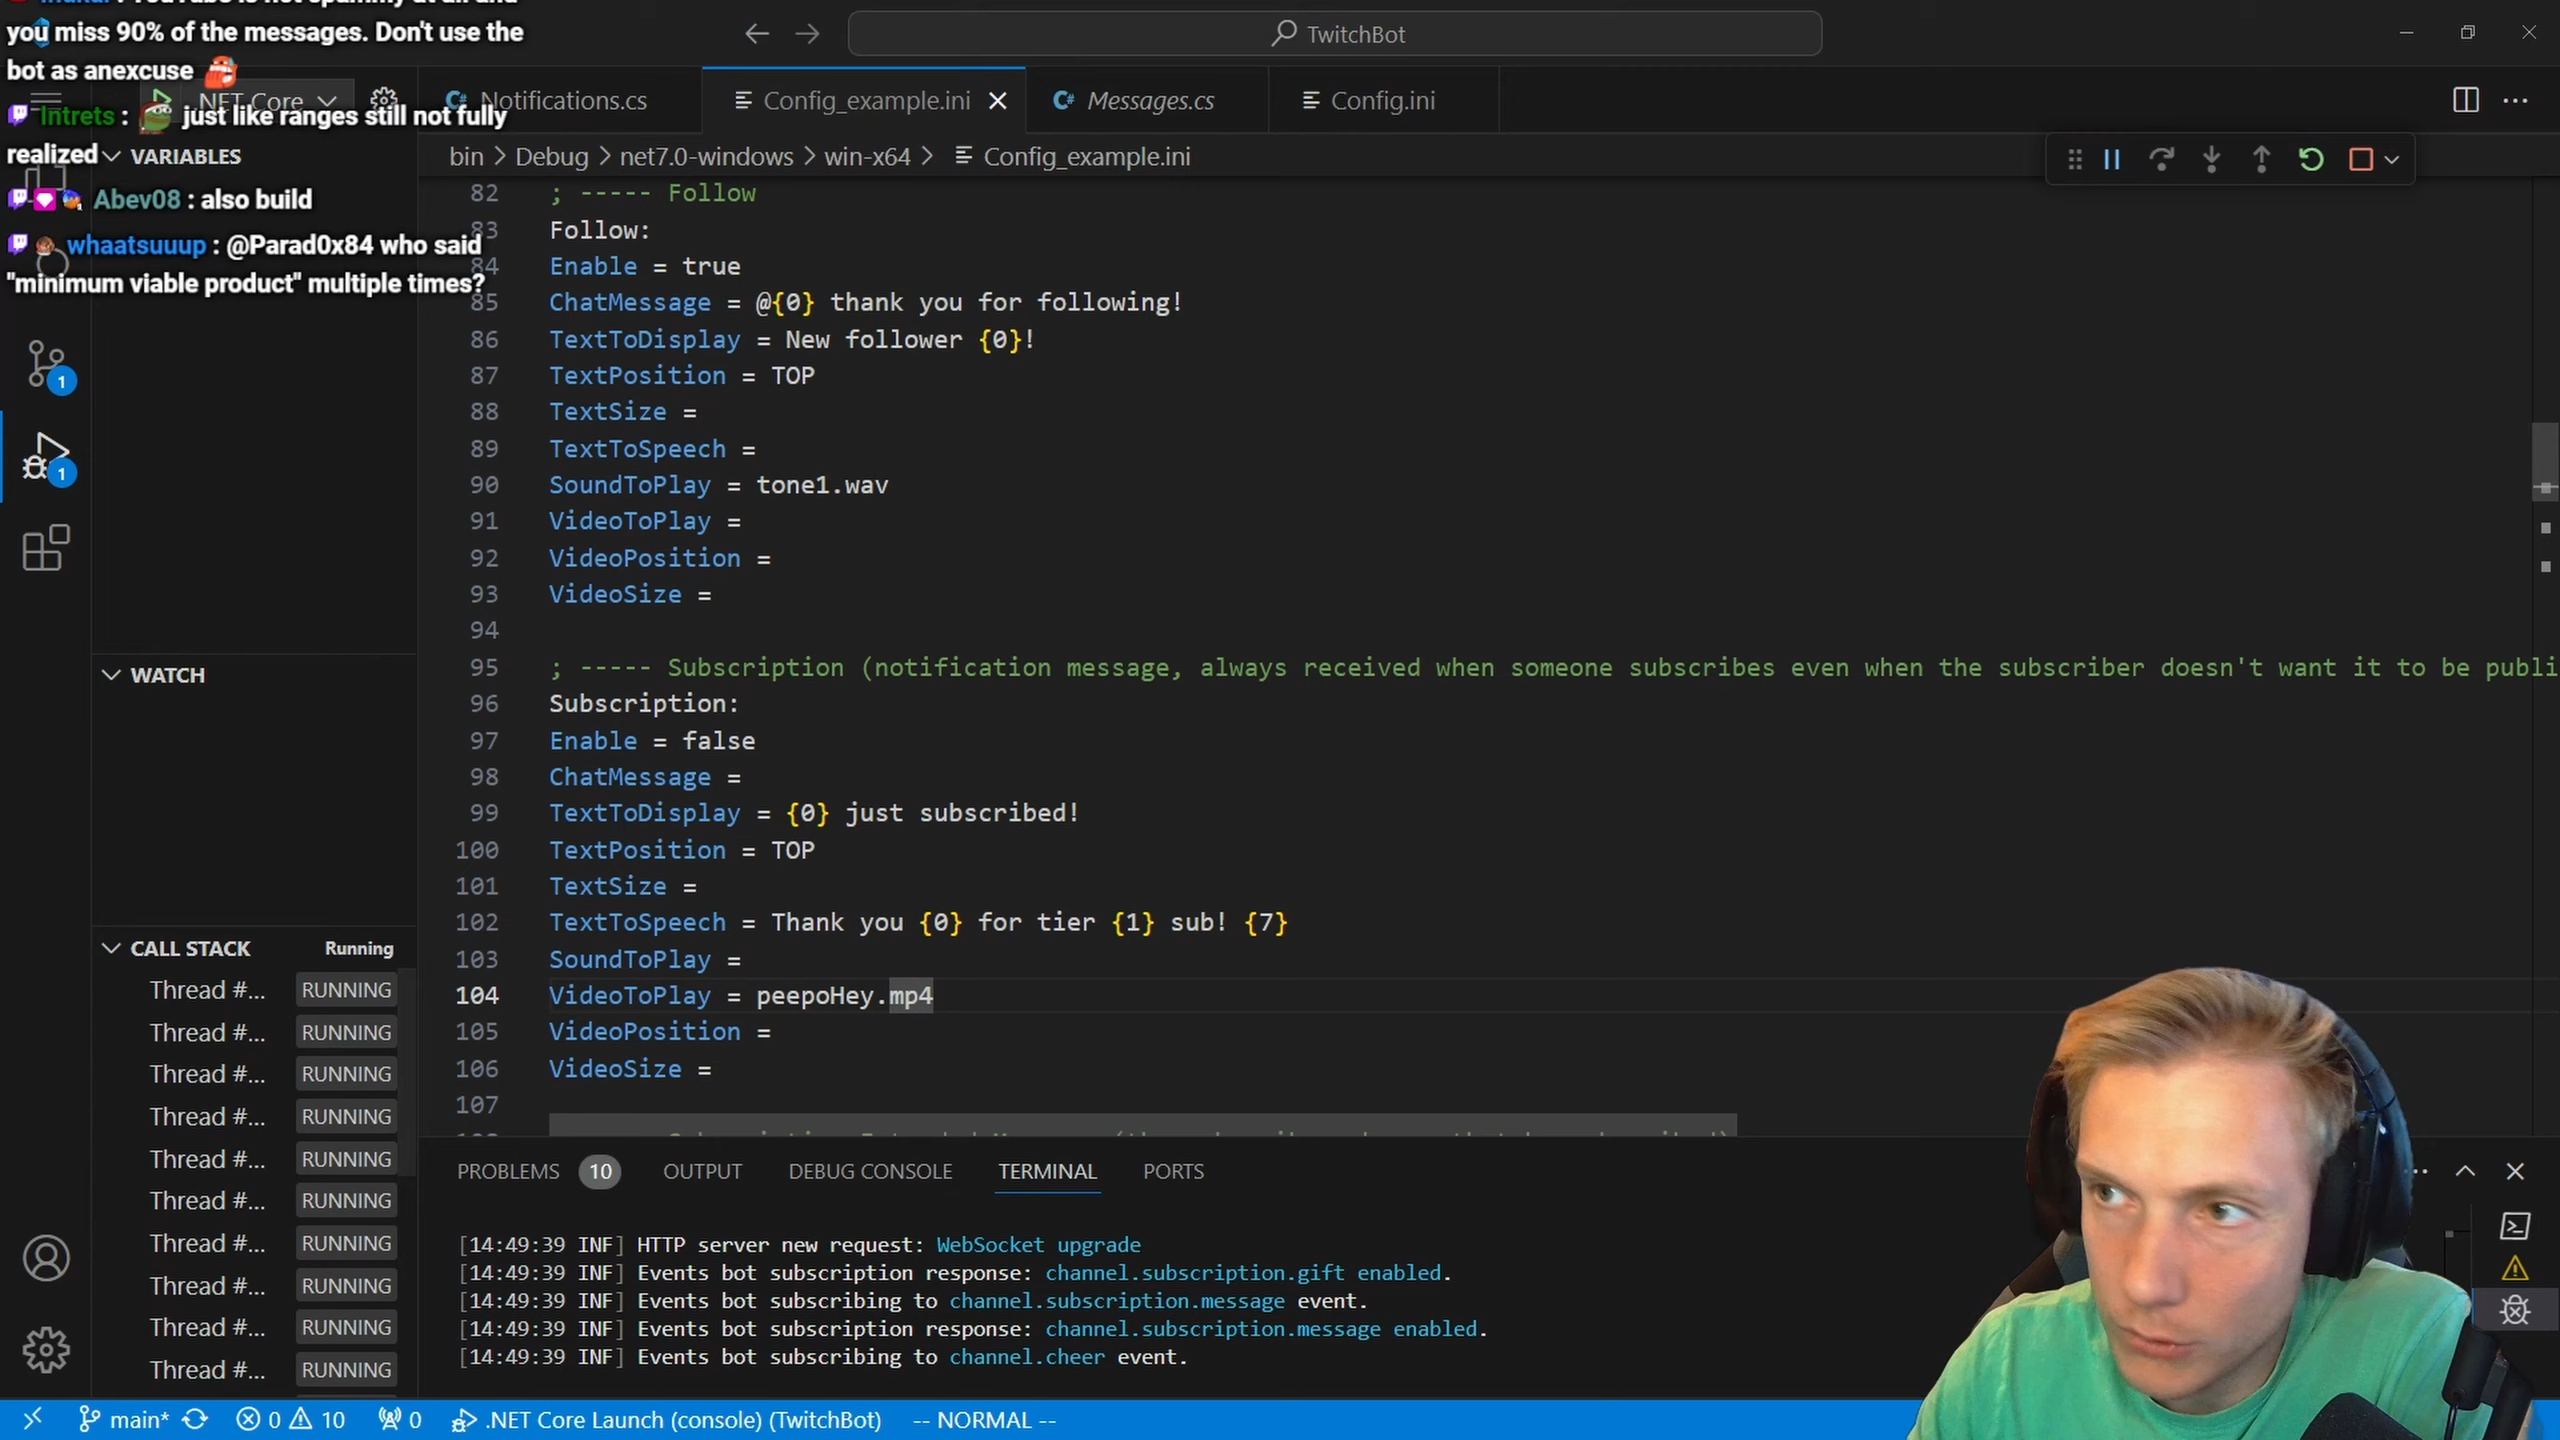 you miss 90% of the messages. Don't use the
bot as anexcuse
Intrets : just like ranges still not fully
realized
Abev08 : also build
whaatsuuup : @Parad0x84 who said
"minimum viable product" multiple times?
TwitchBot
.NET Core
Notifications.cs
Config_example.ini
Messages.cs
Config.ini
bin > Debug > net7.0-windows > win-x64 > Config_example.ini
VARIABLES
WATCH
CALL STACK Running
Thread #... RUNNING
Thread #... RUNNING
Thread #... RUNNING
Thread #... RUNNING
Thread #... RUNNING
Thread #... RUNNING
Thread #... RUNNING
Thread #... RUNNING
Thread #... RUNNING
Thread #... RUNNING
1
1
82 ; ----- Follow
83 Follow:
84 Enable = true
85 ChatMessage = @{0} thank you for following!
86 TextToDisplay = New follower {0}!
87 TextPosition = TOP
88 TextSize =
89 TextToSpeech =
90 SoundToPlay = tone1.wav
91 VideoToPlay =
92 VideoPosition =
93 VideoSize =
94
95 ; ----- Subscription (notification message, always received when someone subscribes even when the subscriber doesn't want it to be publi
96 Subscription:
97 Enable = false
98 ChatMessage =
99 TextToDisplay = {0} just subscribed!
100 TextPosition = TOP
101 TextSize =
102 TextToSpeech = Thank you {0} for tier {1} sub! {7}
103 SoundToPlay =
104 VideoToPlay = peepoHey.mp4
105 VideoPosition =
106 VideoSize =
107
PROBLEMS 10 OUTPUT DEBUG CONSOLE TERMINAL PORTS
[14:49:39 INF] HTTP server new request: WebSocket upgrade
[14:49:39 INF] Events bot subscription response: channel.subscription.gift enabled.
[14:49:39 INF] Events bot subscribing to channel.subscription.message event.
[14:49:39 INF] Events bot subscription response: channel.subscription.message enabled.
[14:49:39 INF] Events bot subscribing to channel.cheer event.
main* 0 10 0 .NET Core Launch (console) (TwitchBot) -- NORMAL --